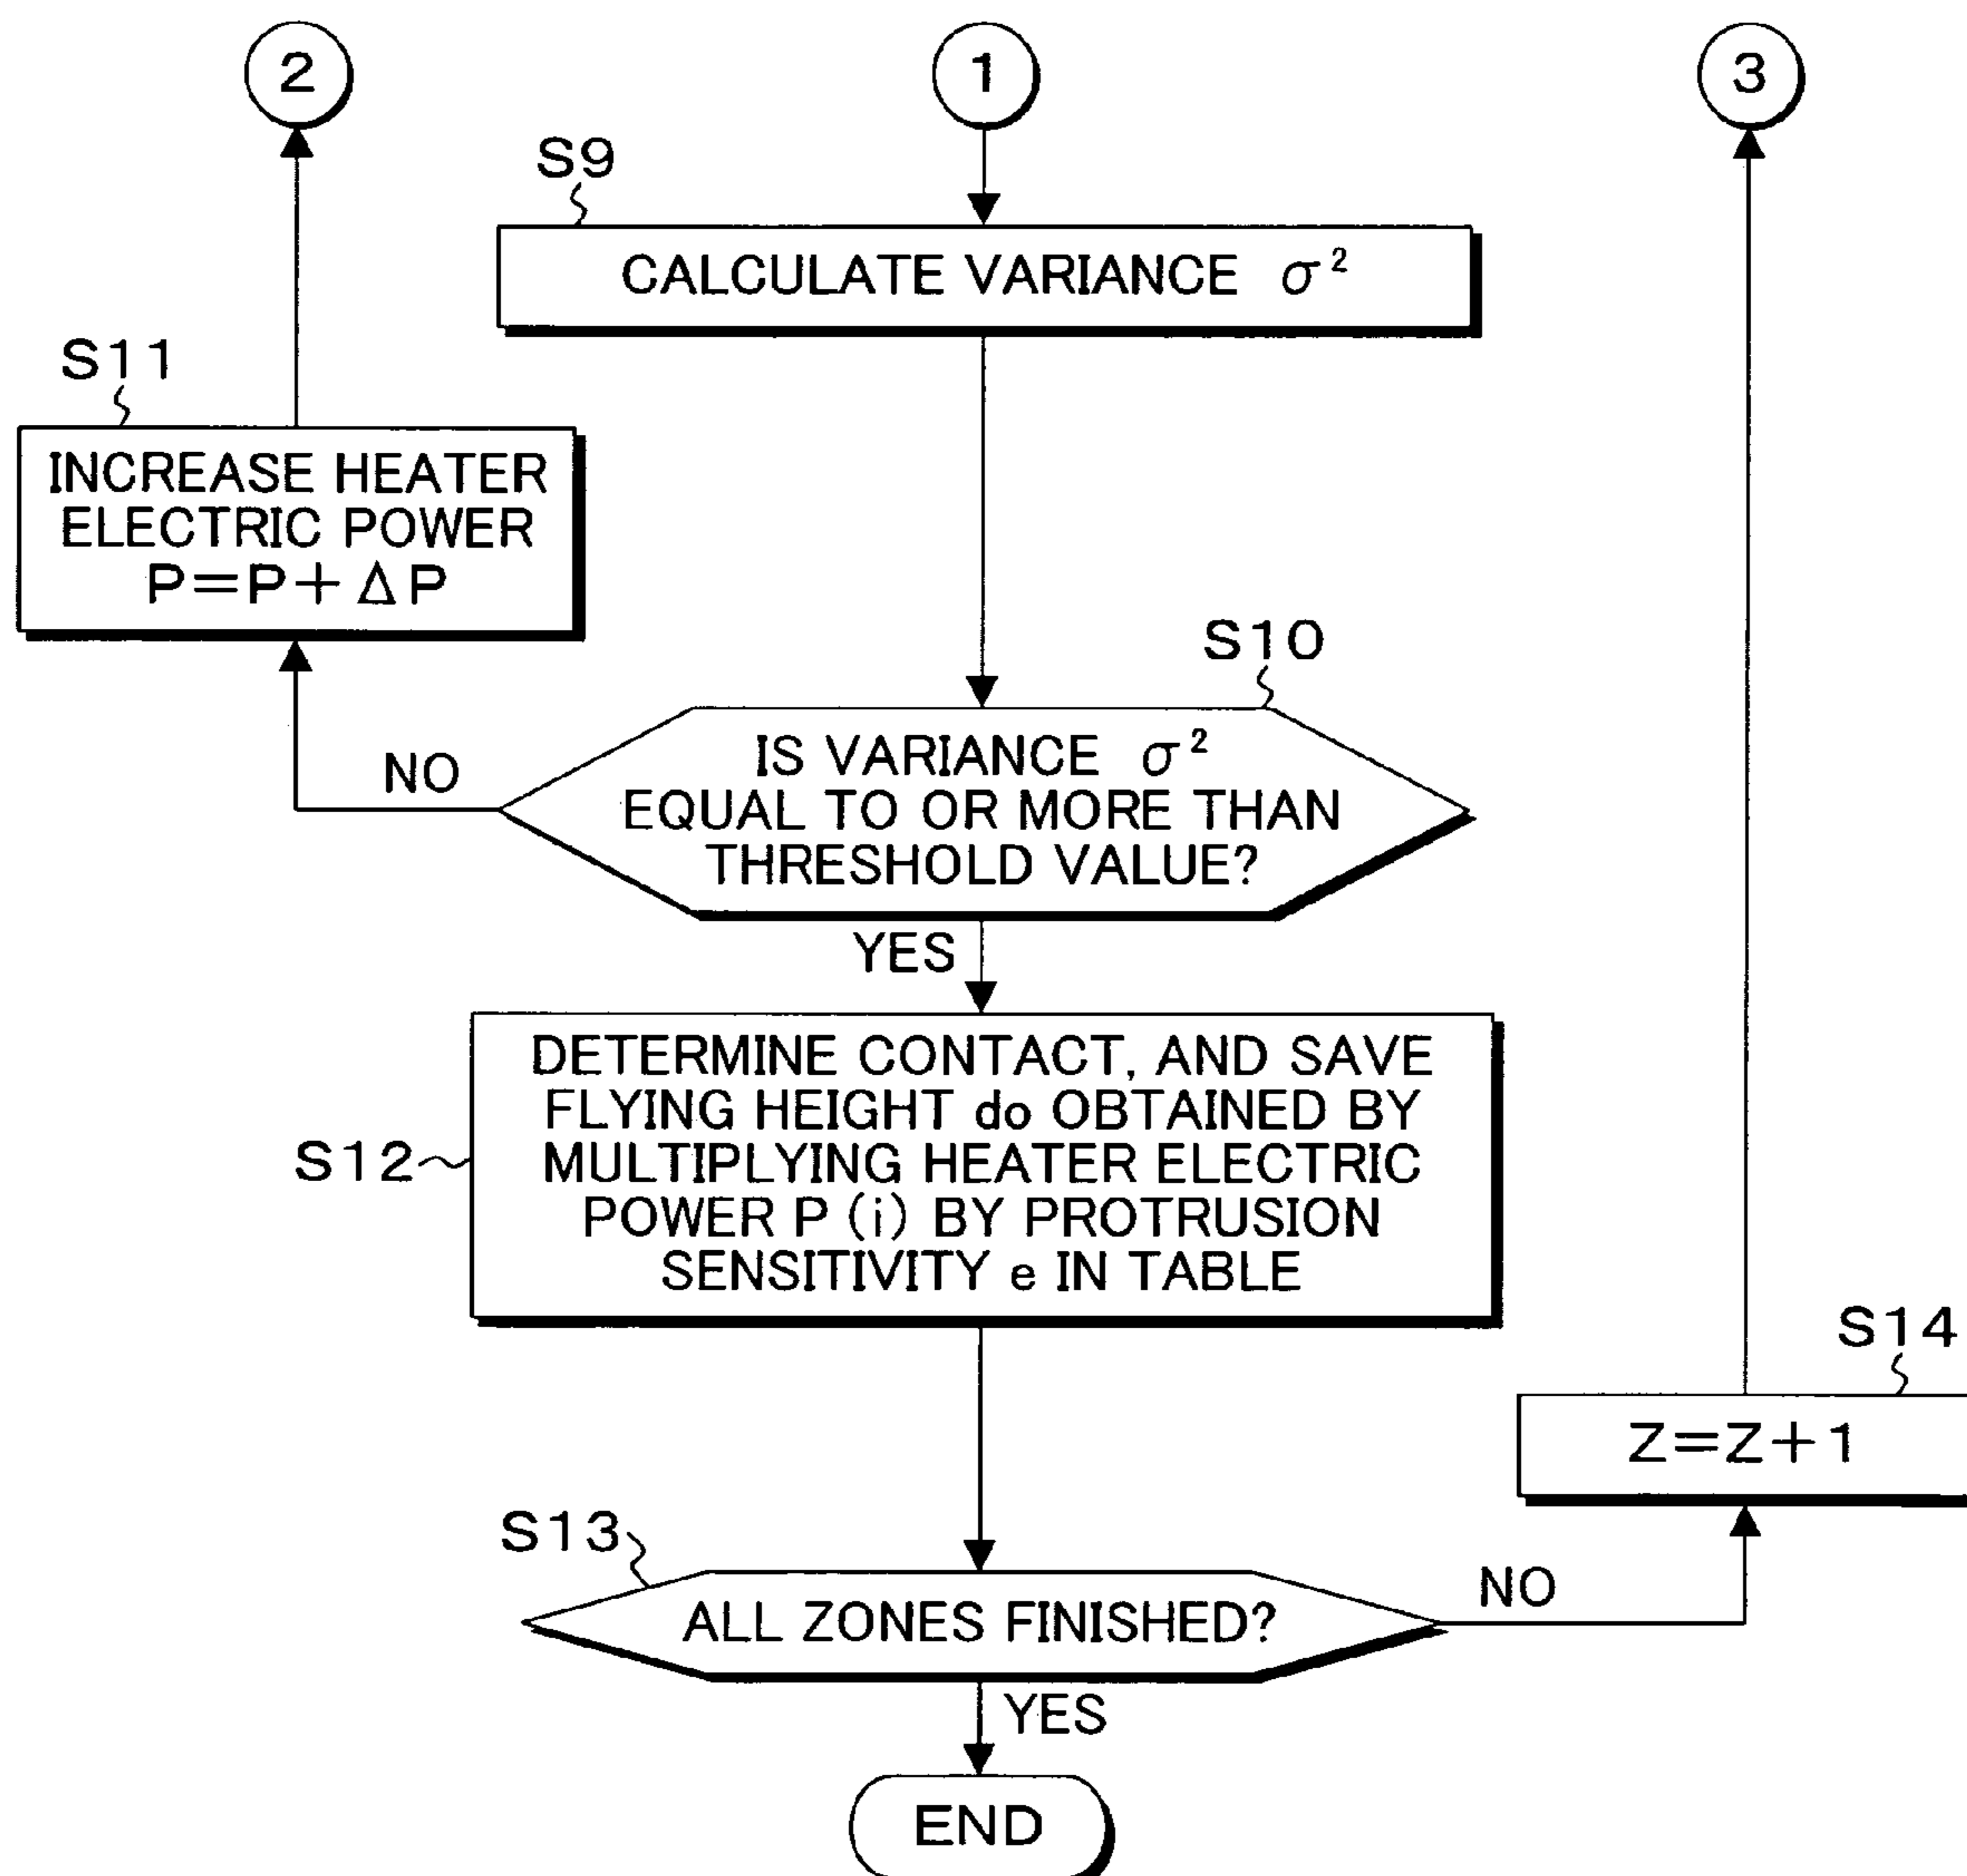 2
1
3
S9
CALCULATE VARIANCE σ²
S11
INCREASE HEATER
ELECTRIC POWER
P=P+ΔP
S10
IS VARIANCE σ²
EQUAL TO OR MORE THAN
THRESHOLD VALUE?
NO
YES
S12
DETERMINE CONTACT, AND SAVE
FLYING HEIGHT do OBTAINED BY
MULTIPLYING HEATER ELECTRIC
POWER P (i) BY PROTRUSION
SENSITIVITY e IN TABLE
S14
Z=Z+1
S13
ALL ZONES FINISHED?
NO
YES
END